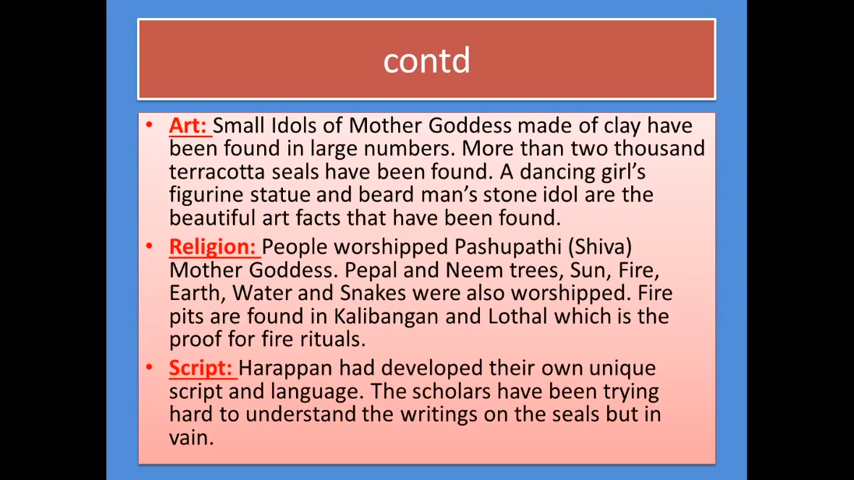 contd
• Art: Small Idols of Mother Goddess made of clay have
been found in large numbers. More than two thousand
terracotta seals have been found. A dancing girl's
figurine statue and beard man's stone idol are the
beautiful art facts that have been found.
• Religion: People worshipped Pashupathi (Shiva)
Mother Goddess. Pepal and Neem trees, Sun, Fire,
Earth, Water and Snakes were also worshipped. Fire
pits are found in Kalibangan and Lothal which is the
proof for fire rituals.
• Script: Harappan had developed their own unique
script and language. The scholars have been trying
hard to understand the writings on the seals but in
vain.